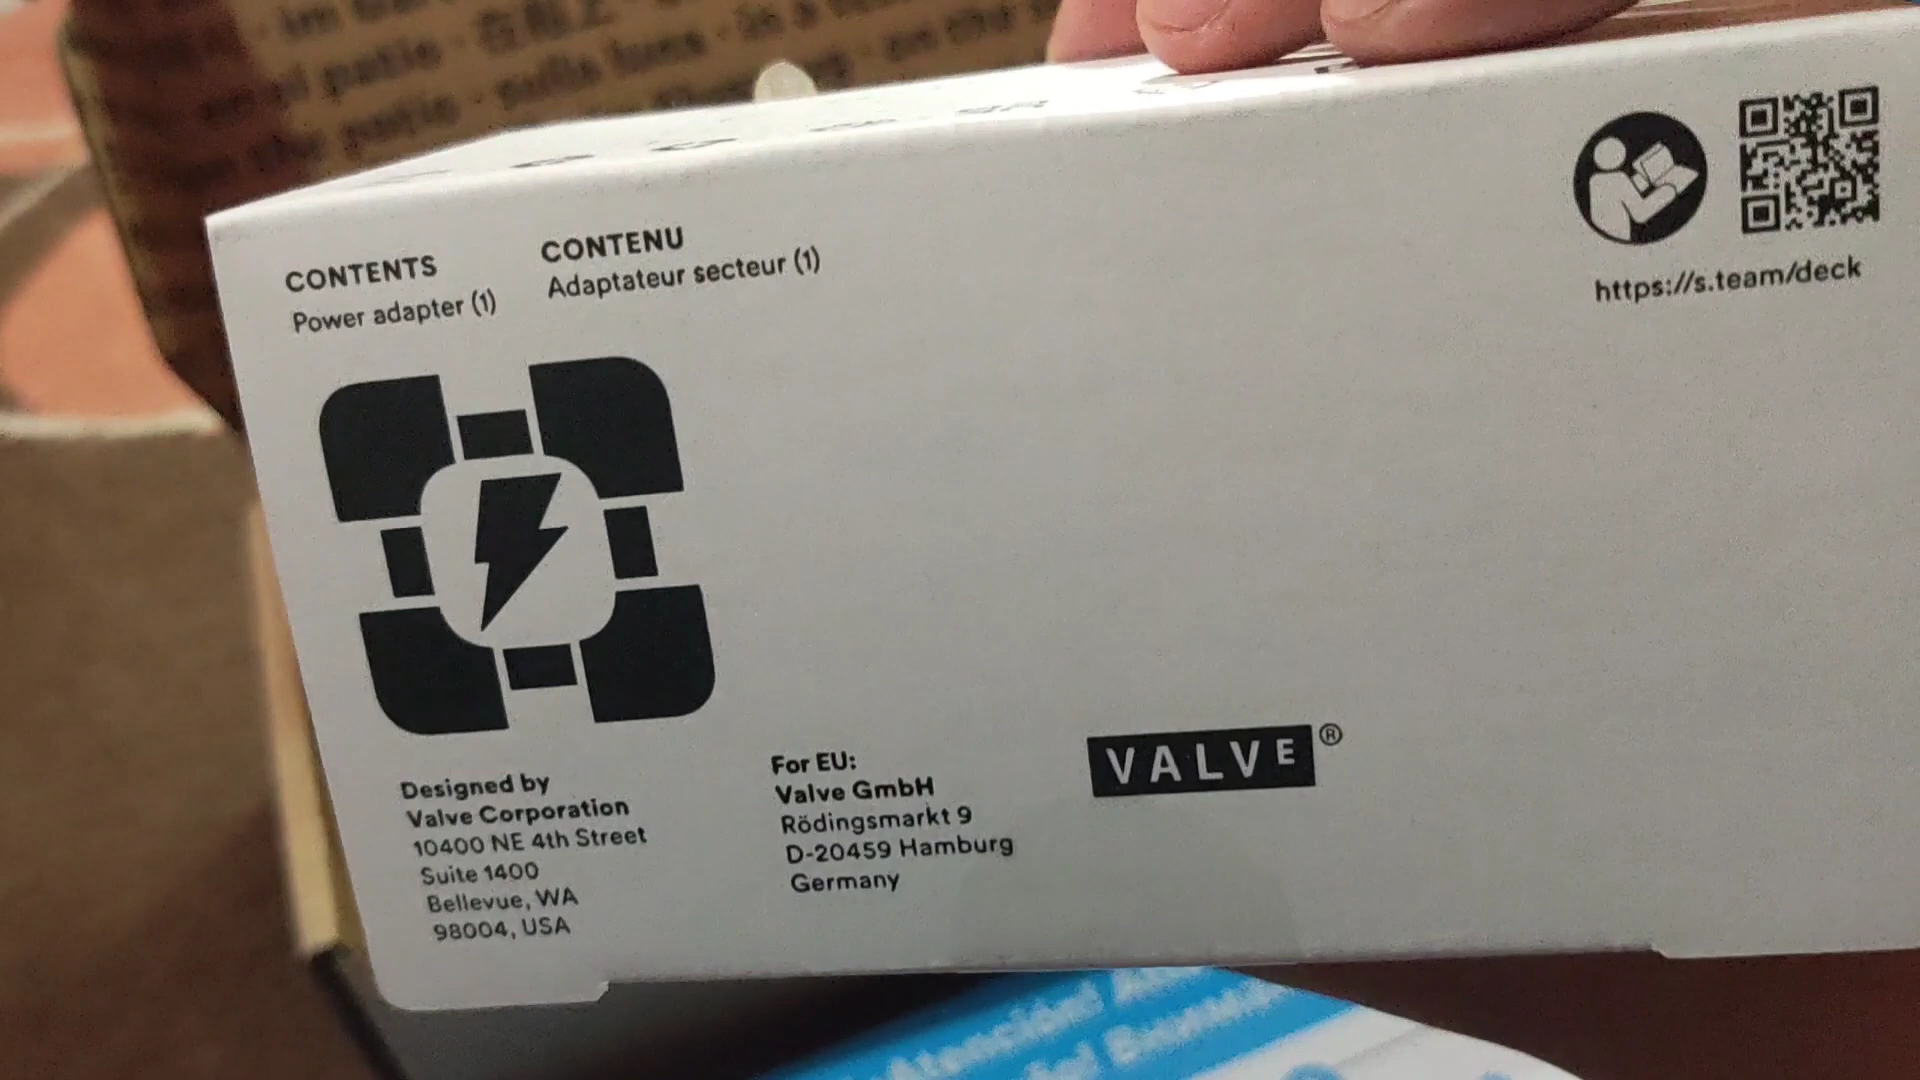 CONTENTS
Power adapter (1)
CONTENU
Adaptateur secteur (1)
https://s.team/deck
Designed by
Valve Corporation
10400 NE 4th Street
Suite 1400
Bellevue, WA
98004, USA
For EU:
Valve GmbH
Rödingsmarkt 9
D-20459 Hamburg
Germany
VALVE®